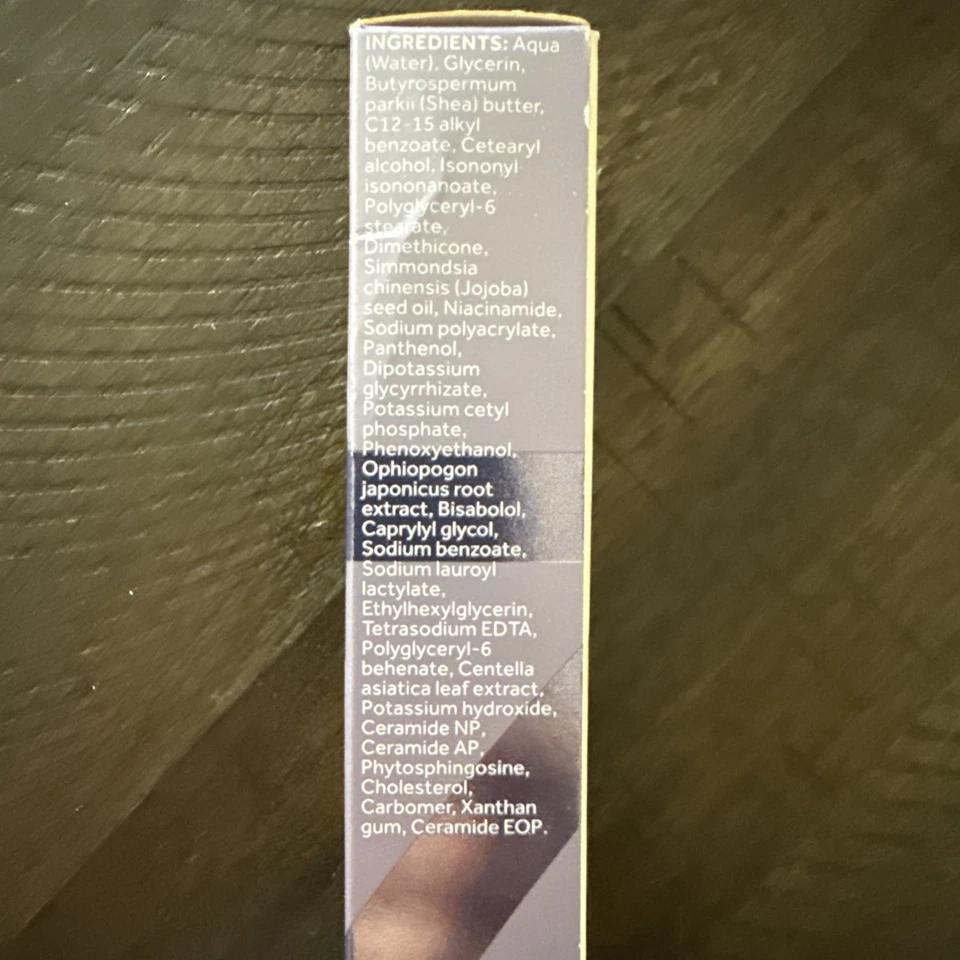 INGREDIENTS: Aqua
(Water), Glycerin,
Butyrospermum
parkii (Shea) butter,
C12-15 alkyl
benzoate, Cetearyl
alcohol, Isononyl
isononanoate,
Polyglyceryl-6
stearate,
Dimethicone,
Simmondsia
chinensis (Jojoba)
seed oil, Niacinamide,
Sodium polyacrylate,
Panthenol,
Dipotassium
glycyrrhizate,
Potassium cetyl
phosphate,
Phenoxyethanol,
Ophiopogon
japonicus root
extract, Bisabolol,
Caprylyl glycol,
Sodium benzoate,
Sodium lauroyl
lactylate,
Ethylhexylglycerin,
Tetrasodium EDTA,
Polyglyceryl-6
behenate, Centella
asiatica leaf extract,
Potassium hydroxide,
Ceramide NP,
Ceramide AP,
Phytosphingosine,
Cholesterol,
Carbomer, Xanthan
gum, Ceramide EOP.